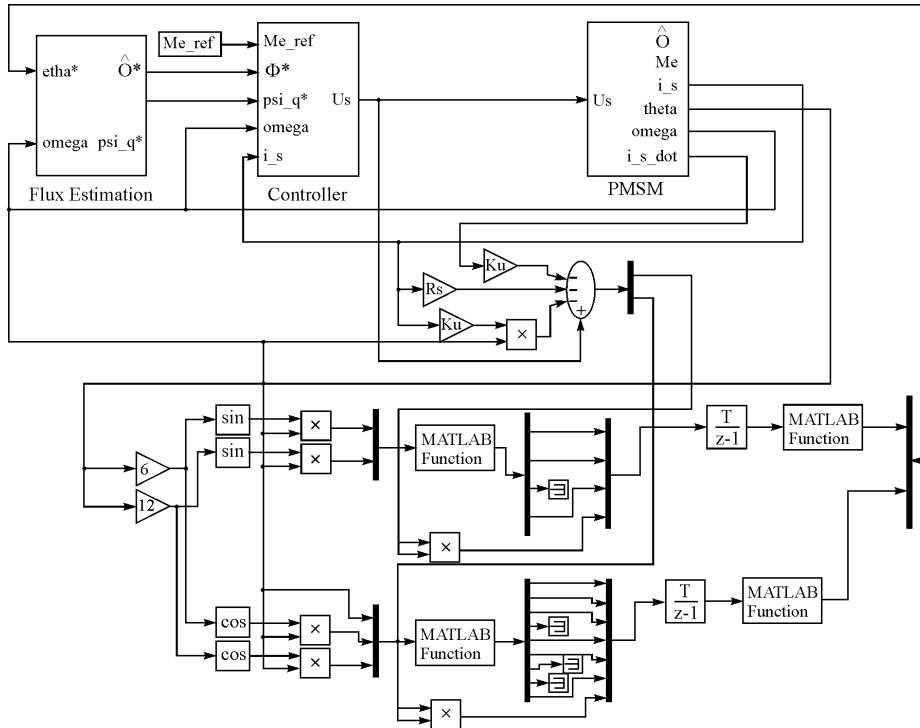 etha*
Ô*
omega
psi_q*
Flux Estimation
Me_ref
Me_ref
Φ*
psi_q*
omega
i_s
Us
Controller
Us
Ô
Me
i_s
theta
omega
i_s_dot
PMSM
Ku
Rs
Ku
×
−
−
−
+
6
12
sin
sin
×
×
MATLAB
Function
T
z-1
MATLAB
Function
×
cos
cos
×
×
MATLAB
Function
T
z-1
MATLAB
Function
×